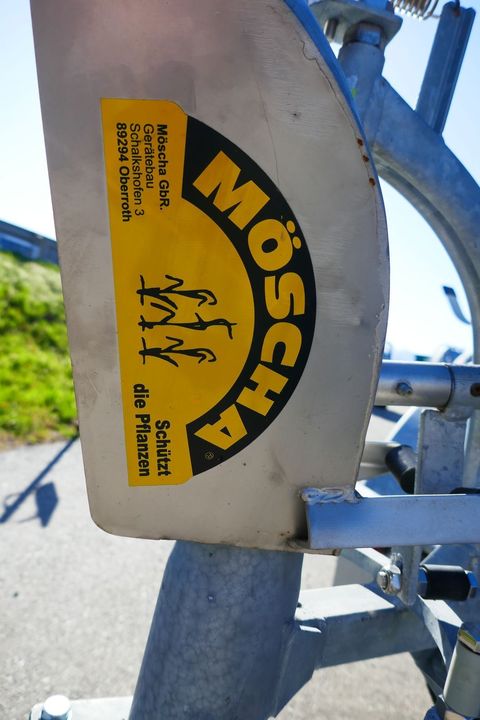 MÖSCHA
Möscha GbR.
Gerätebau
Schalkshofen 3
89294 Oberroth
Schützt
die Pflanzen
®